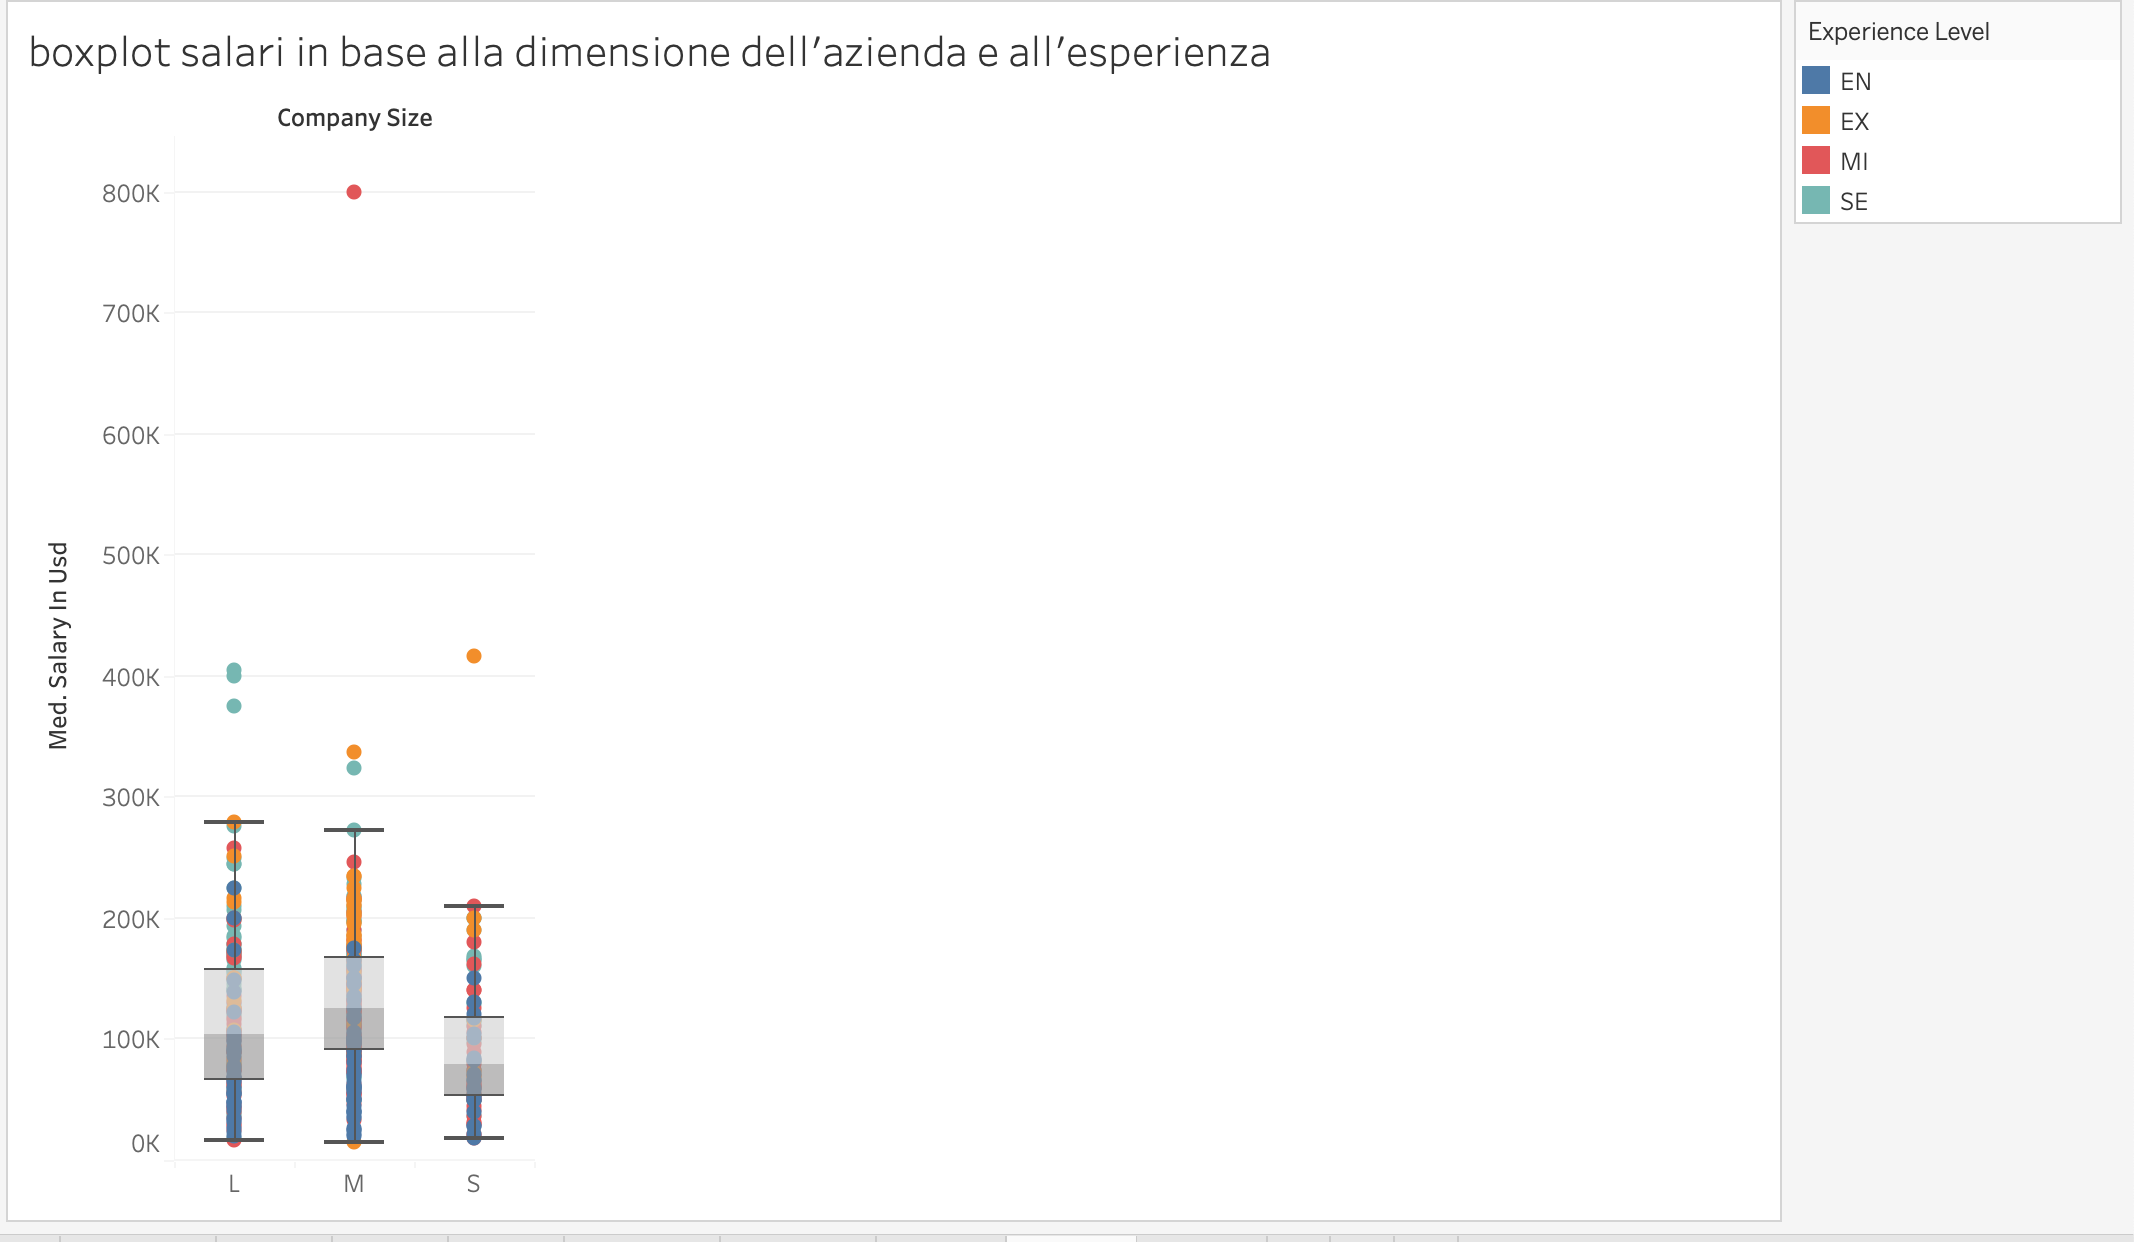 boxplot salari in base alla dimensione dell'azienda e all'esperienza
Company Size
800K
700K
600K
500K
400K
300K
200K
100K
0K
Med. Salary In Usd
L
M
S
Experience Level
EN
EX
MI
SE